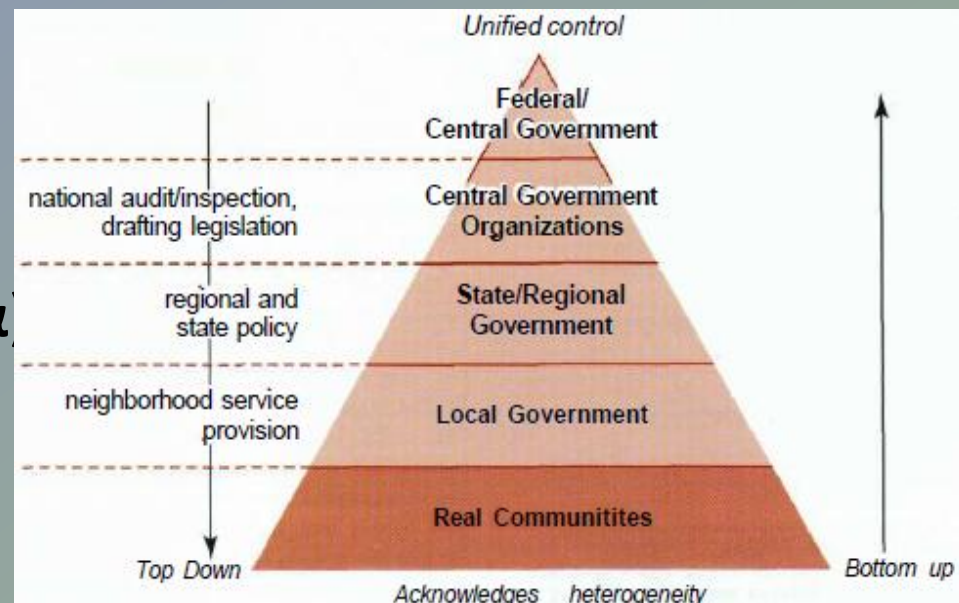 Unified control
Federal/
Central Government
national audit/inspection,
drafting legislation
Central Government
Organizations
regional and
state policy
State/Regional
Government
neighborhood service
provision
Local Government
Real Communitites
Top Down
Bottom up
Acknowledges heterogeneity